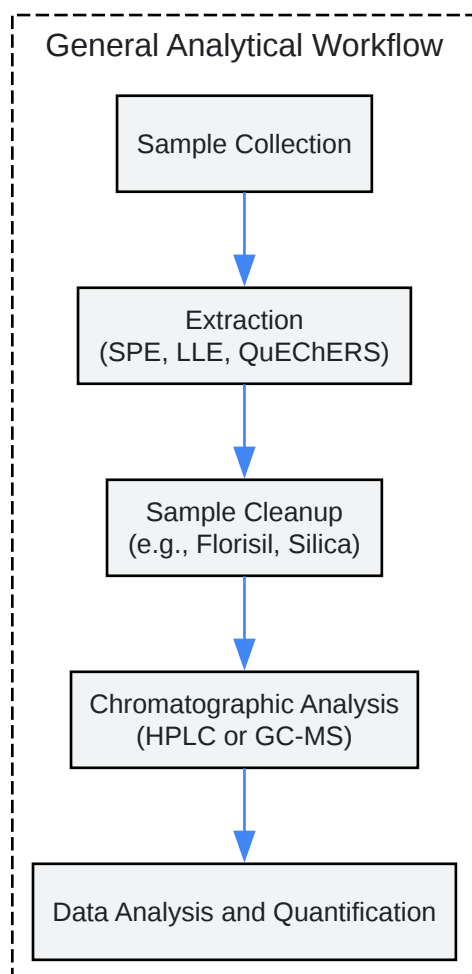 General Analytical Workflow
Sample Collection
Extraction
(SPE, LLE, QuEChERS)
Sample Cleanup
(e.g., Florisil, Silica)
Chromatographic Analysis
(HPLC or GC-MS)
Data Analysis and Quantification